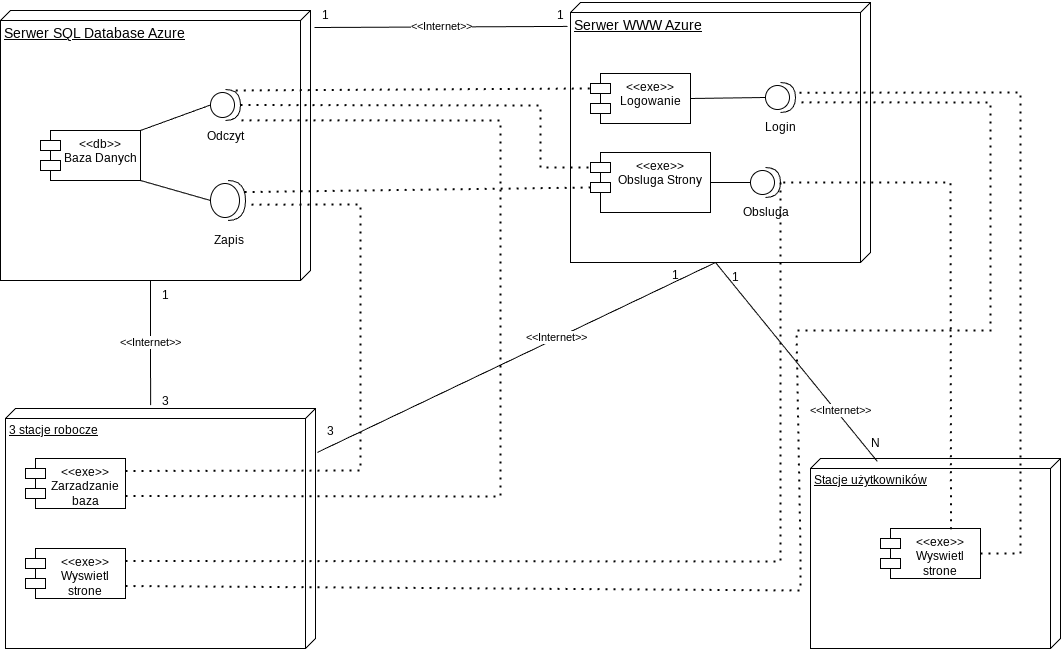 Serwer SQL Database Azure
<<db>>
Baza Danych
Odczyt
Zapis
1
<<Internet>>
1
Serwer WWW Azure
<<exe>>
Logowanie
Login
<<exe>>
Obsluga Strony
Obsluga
1
<<Internet>>
3
1
<<Internet>>
3
1
<<Internet>>
N
3 stacje robocze
<<exe>>
Zarzadzanie
baza
<<exe>>
Wyswietl
strone
Stacje użytkowników
<<exe>>
Wyswietl
strone